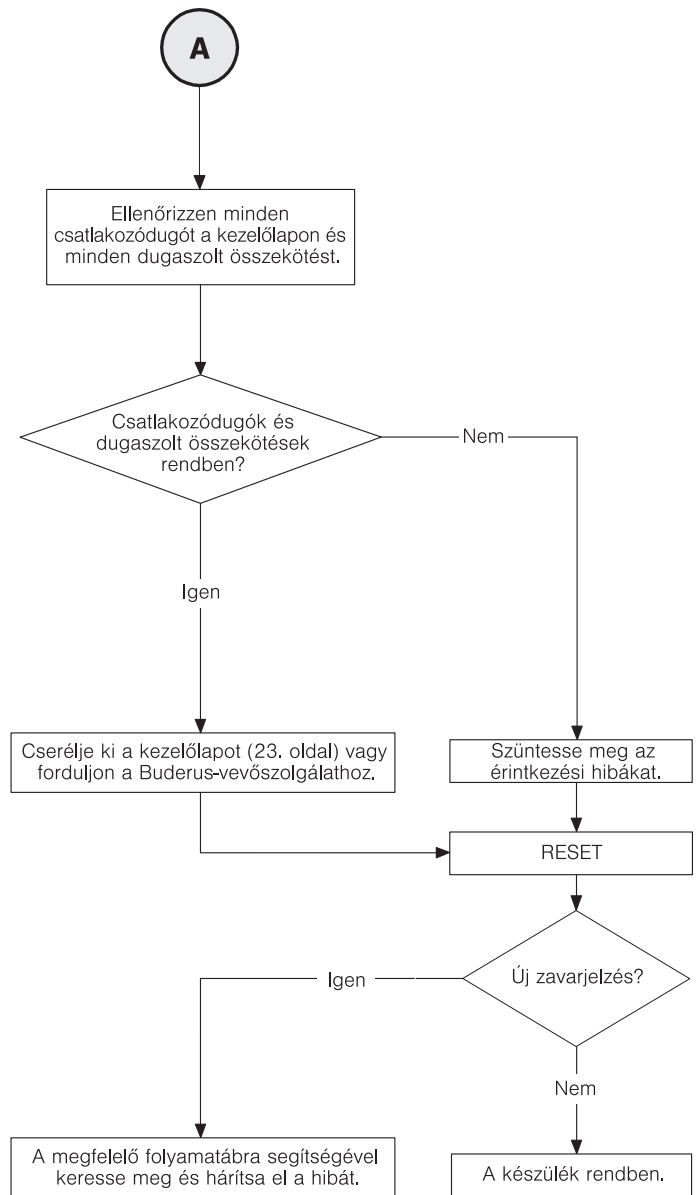 A
Ellenőrizzen minden
csatlakozódugót a kezelőlapon és
minden dugaszolt összekötést.
Csatlakozódugók és
dugaszolt összekötések
rendben?
Nem
Igen
Cserélje ki a kezelőlapot (23. oldal) vagy
forduljon a Buderus-vevőszolgálathoz.
Szüntesse meg az
érintkezési hibákat.
RESET
Új zavarjelzés?
Igen
Nem
A megfelelő folyamatábra segítségével
keresse meg és hárítsa el a hibát.
A készülék rendben.